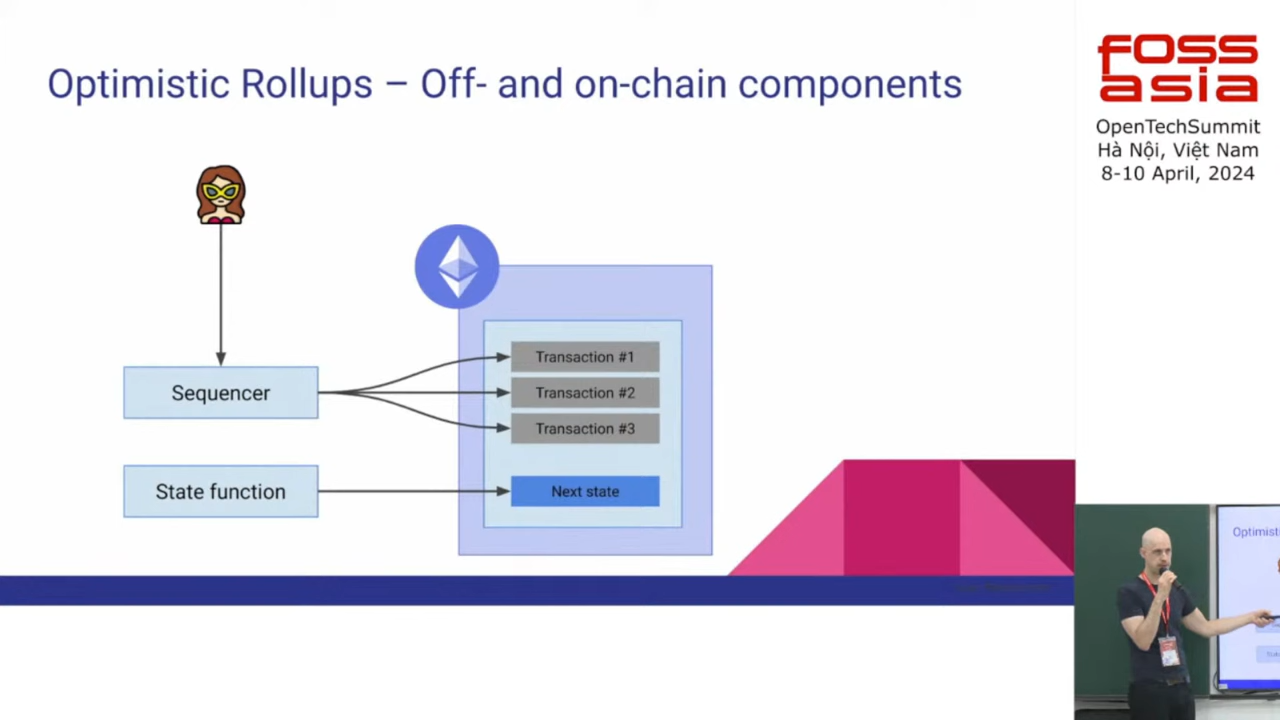 Optimistic Rollups – Off- and on-chain components
Sequencer
State function
Transaction #1
Transaction #2
Transaction #3
Next state
FOSS
asia
OpenTechSummit
Hà Nội, Việt Nam
8-10 April, 2024